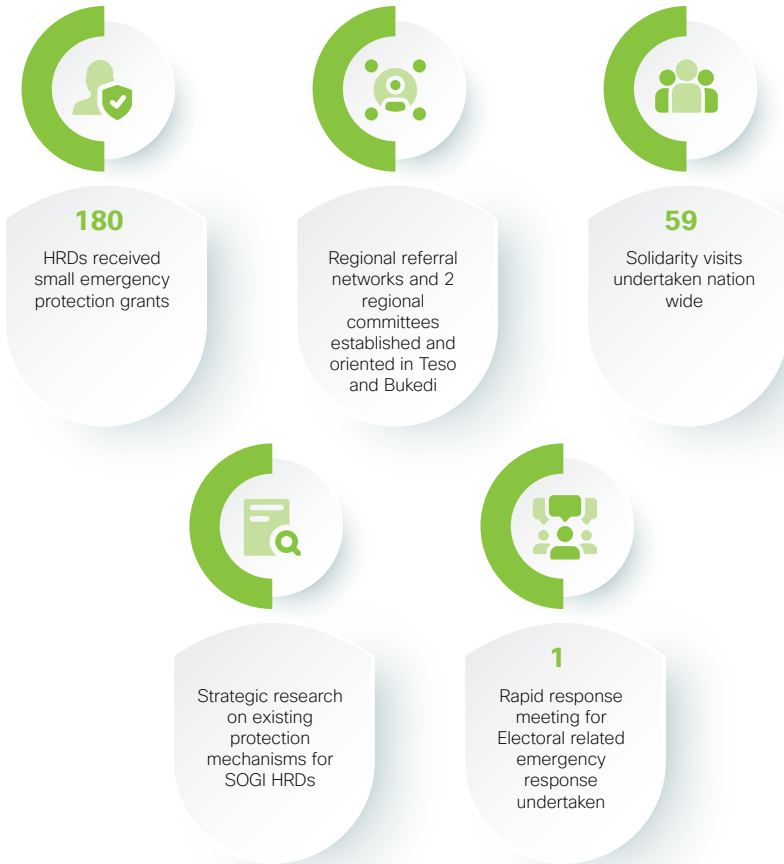 180
HRDs received
small emergency
protection grants
Regional referral
networks and 2
regional
committees
established and
oriented in Teso
and Bukedi
59
Solidarity visits
undertaken nation
wide
Strategic research
on existing
protection
mechanisms for
SOGI HRDs
1
Rapid response
meeting for
Electoral related
emergency
response
undertaken